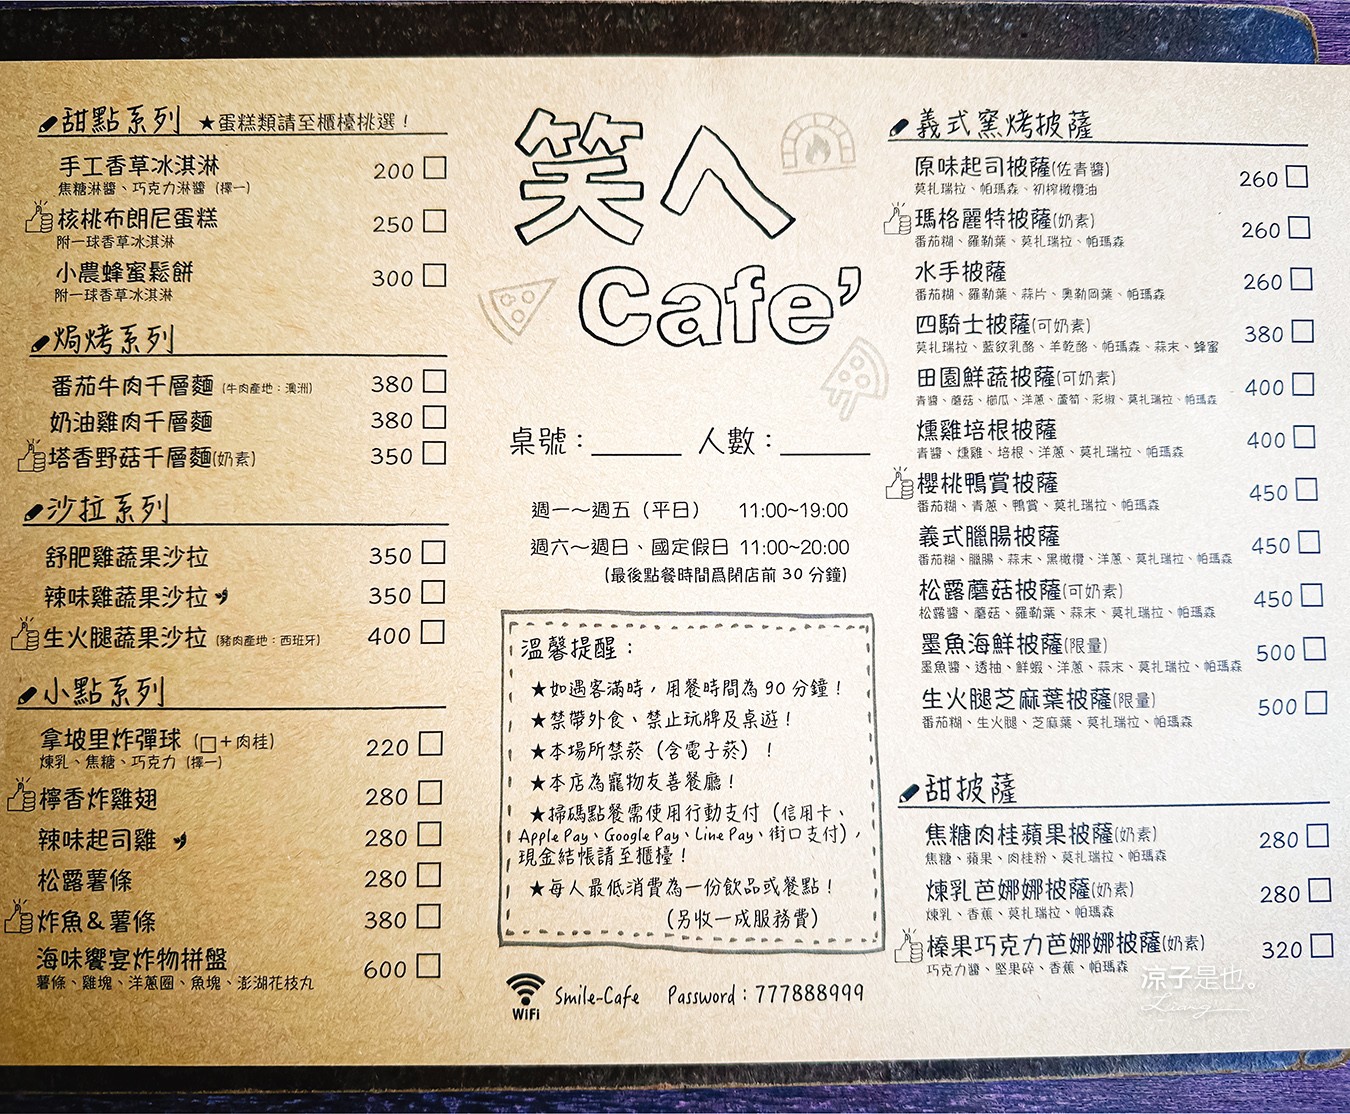 甜點系列 ★蛋糕類請至櫃檯挑選！
手工香草冰淇淋 200
焦糖淋醬、巧克力淋醬（擇一）
核桃布朗尼蛋糕 250
附一球香草冰淇淋
小農蜂蜜鬆餅 300
附一球香草冰淇淋
焗烤系列
番茄牛肉千層麵（牛肉產地：澳洲） 380
奶油雞肉千層麵 380
塔香野菇千層麵(奶素) 350
沙拉系列
舒肥雞蔬果沙拉 350
辣味雞蔬果沙拉 350
生火腿蔬果沙拉（豬肉產地：西班牙） 400
小點系列
拿坡里炸彈球（□＋肉桂） 220
煉乳、焦糖、巧克力（擇一）
檸香炸雞翅 280
辣味起司雞 280
松露薯條 280
炸魚＆薯條 380
海味饗宴炸物拼盤 600
薯條、雞塊、洋蔥圈、魚塊、澎湖花枝丸
笑ㄟ
Cafe’
桌號：______ 人數：______
週一～週五（平日） 11:00~19:00
週六～週日、國定假日 11:00~20:00
(最後點餐時間爲閉店前 30 分鐘)
溫馨提醒：
★如遇客滿時，用餐時間為 90 分鐘！
★禁帶外食、禁止玩牌及桌遊！
★本場所禁菸（含電子菸）！
★本店為寵物友善餐廳！
★掃碼點餐需使用行動支付（信用卡、
Apple Pay、Google Pay、Line Pay、街口支付），
現金結帳請至櫃檯！
★每人最低消費為一份飲品或餐點！
（另收一成服務費）
WiFi Smile-Cafe Password：777888999
義式窯烤披薩
原味起司披薩(佐青醬) 260
莫札瑞拉、帕瑪森、初榨橄欖油
瑪格麗特披薩(奶素) 260
番茄糊、羅勒葉、莫札瑞拉、帕瑪森
水手披薩 260
番茄糊、羅勒葉、蒜片、奧勒岡葉、帕瑪森
四騎士披薩(可奶素) 380
莫札瑞拉、藍紋乳酪、羊乾酪、帕瑪森、蒜末、蜂蜜
田園鮮蔬披薩(可奶素) 400
青醬、蘑菇、櫛瓜、洋蔥、蘆筍、彩椒、莫札瑞拉、帕瑪森
燻雞培根披薩 400
青醬、燻雞、培根、洋蔥、莫札瑞拉、帕瑪森
櫻桃鴨賞披薩 450
番茄糊、青蔥、鴨賞、莫札瑞拉、帕瑪森
義式臘腸披薩 450
番茄糊、臘腸、蒜末、黑橄欖、洋蔥、莫札瑞拉、帕瑪森
松露蘑菇披薩(可奶素) 450
松露醬、蘑菇、羅勒葉、蒜末、莫札瑞拉、帕瑪森
墨魚海鮮披薩(限量) 500
墨魚醬、透抽、鮮蝦、洋蔥、蒜末、莫札瑞拉、帕瑪森
生火腿芝麻葉披薩(限量) 500
番茄糊、生火腿、芝麻葉、莫札瑞拉、帕瑪森
甜披薩
焦糖肉桂蘋果披薩(奶素) 280
焦糖、蘋果、肉桂粉、莫札瑞拉、帕瑪森
煉乳芭娜娜披薩(奶素) 280
煉乳、香蕉、莫札瑞拉、帕瑪森
榛果巧克力芭娜娜披薩(奶素) 320
巧克力醬、堅果碎、香蕉、帕瑪森
涼子是也。
Liang